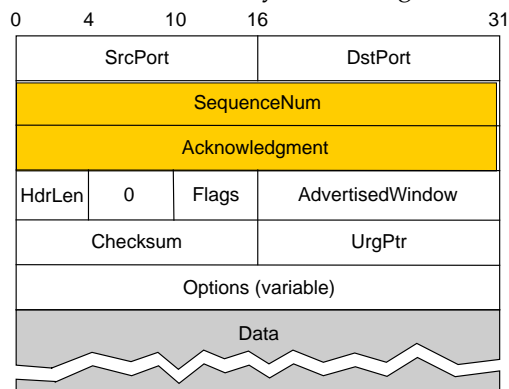 0 4 10 16 31
SrcPort DstPort
SequenceNum
Acknowledgment
HdrLen 0 Flags AdvertisedWindow
Checksum UrgPtr
Options (variable)
Data